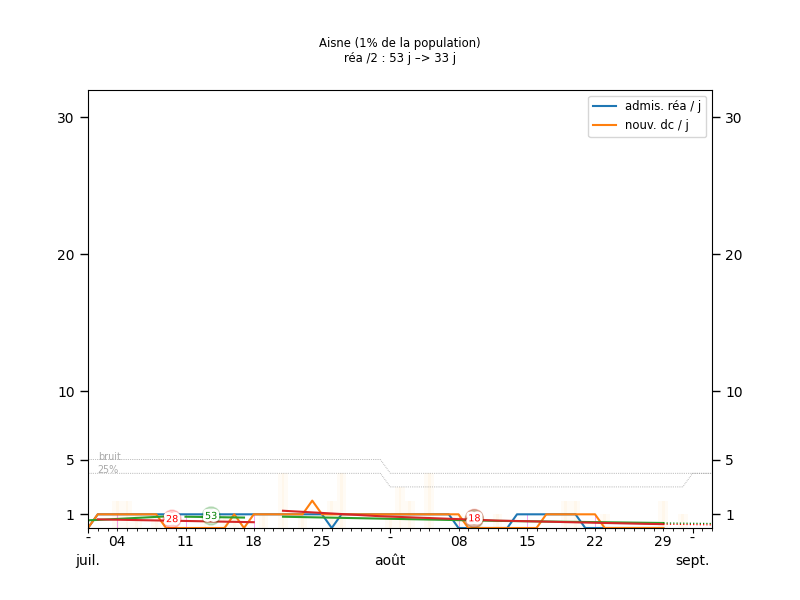 Aisne (1% de la population)
réa /2 : 53 j –> 33 j
admis. réa / j
nouv. dc / j
30 30
20 20
10 10
5 5
1 1
bruit
25%
28 53 18
- 04 11 18 25 - 08 15 22 29 -
juil. août sept.